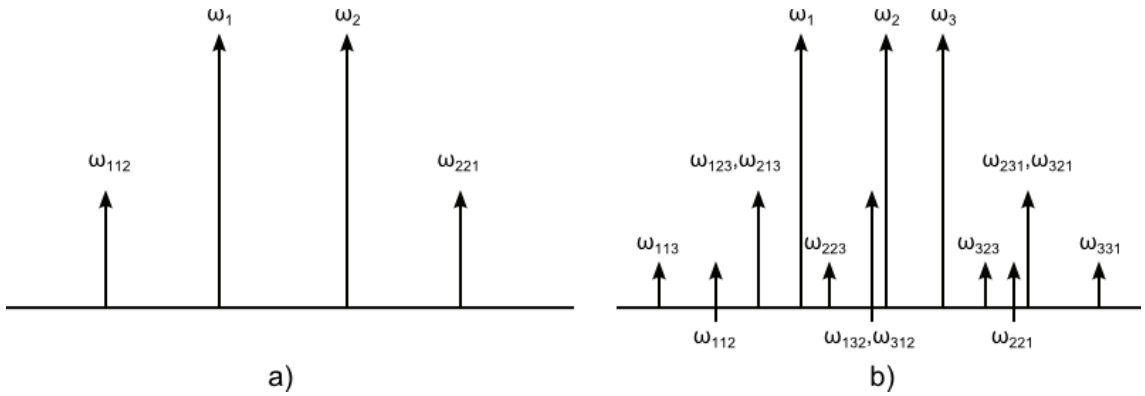 ω₁ ω₂
ω₁₁₂ ω₂₂₁
a)
ω₁ ω₂ ω₃
ω₁₂₃,ω₂₁₃ ω₂₃₁,ω₃₂₁
ω₁₁₃ ω₂₂₃ ω₃₂₃ ω₃₃₁
ω₁₁₂ ω₁₃₂,ω₃₁₂ ω₂₂₁
b)